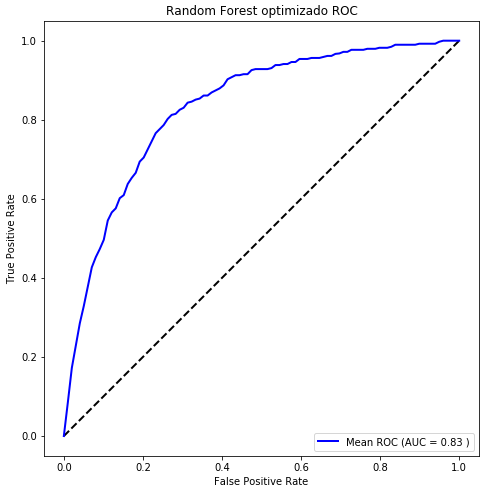 Random Forest optimizado ROC
1.0
0.8
0.6
0.4
0.2
0.0
True Positive Rate
Mean ROC (AUC = 0.83 )
0.0 0.2 0.4 0.6 0.8 1.0
False Positive Rate